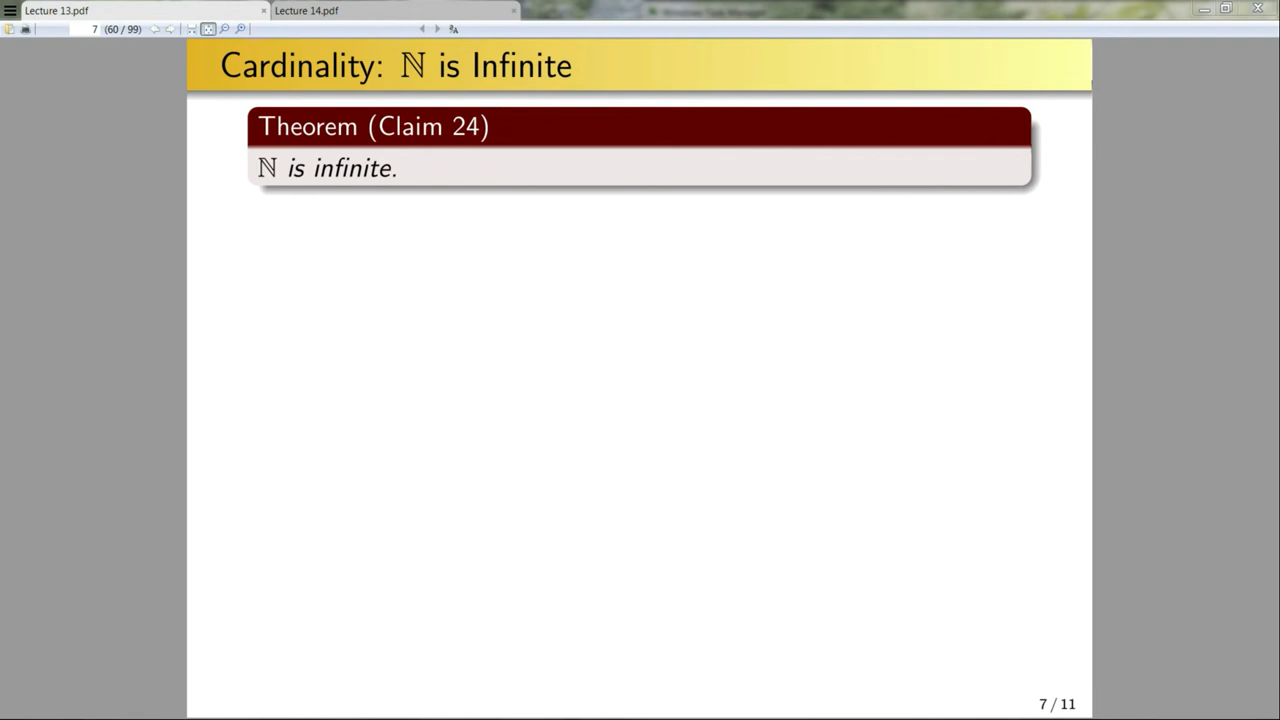 Lecture 13.pdf
Lecture 14.pdf
7 (60 / 99)
Cardinality: ℕ is Infinite
Theorem (Claim 24)
ℕ is infinite.
7 / 11